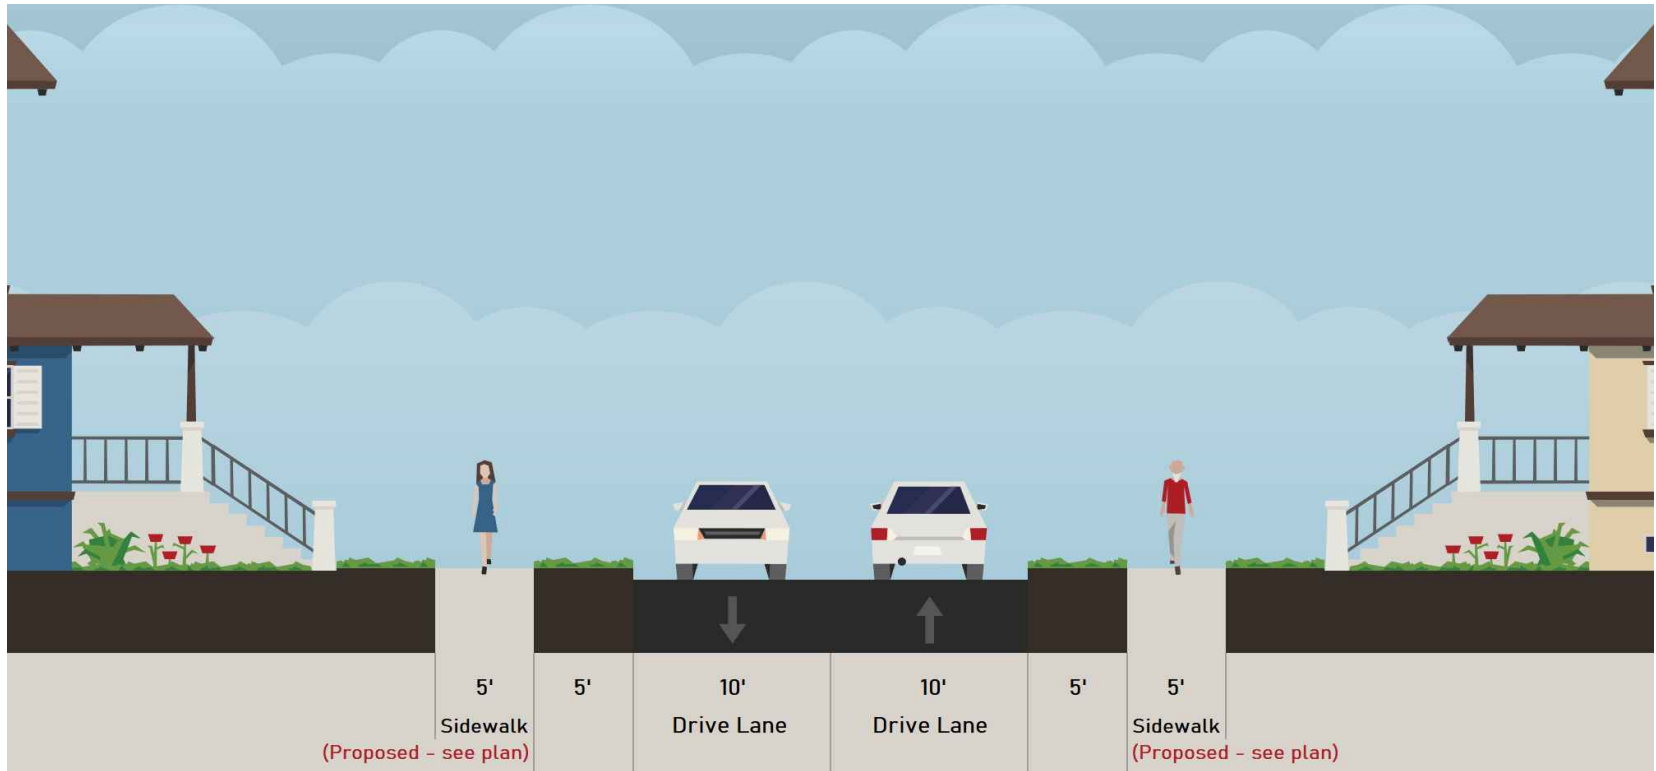 5'
5'
10'
10'
5'
5'
Sidewalk
Drive Lane
Drive Lane
Sidewalk
(Proposed - see plan)
(Proposed - see plan)